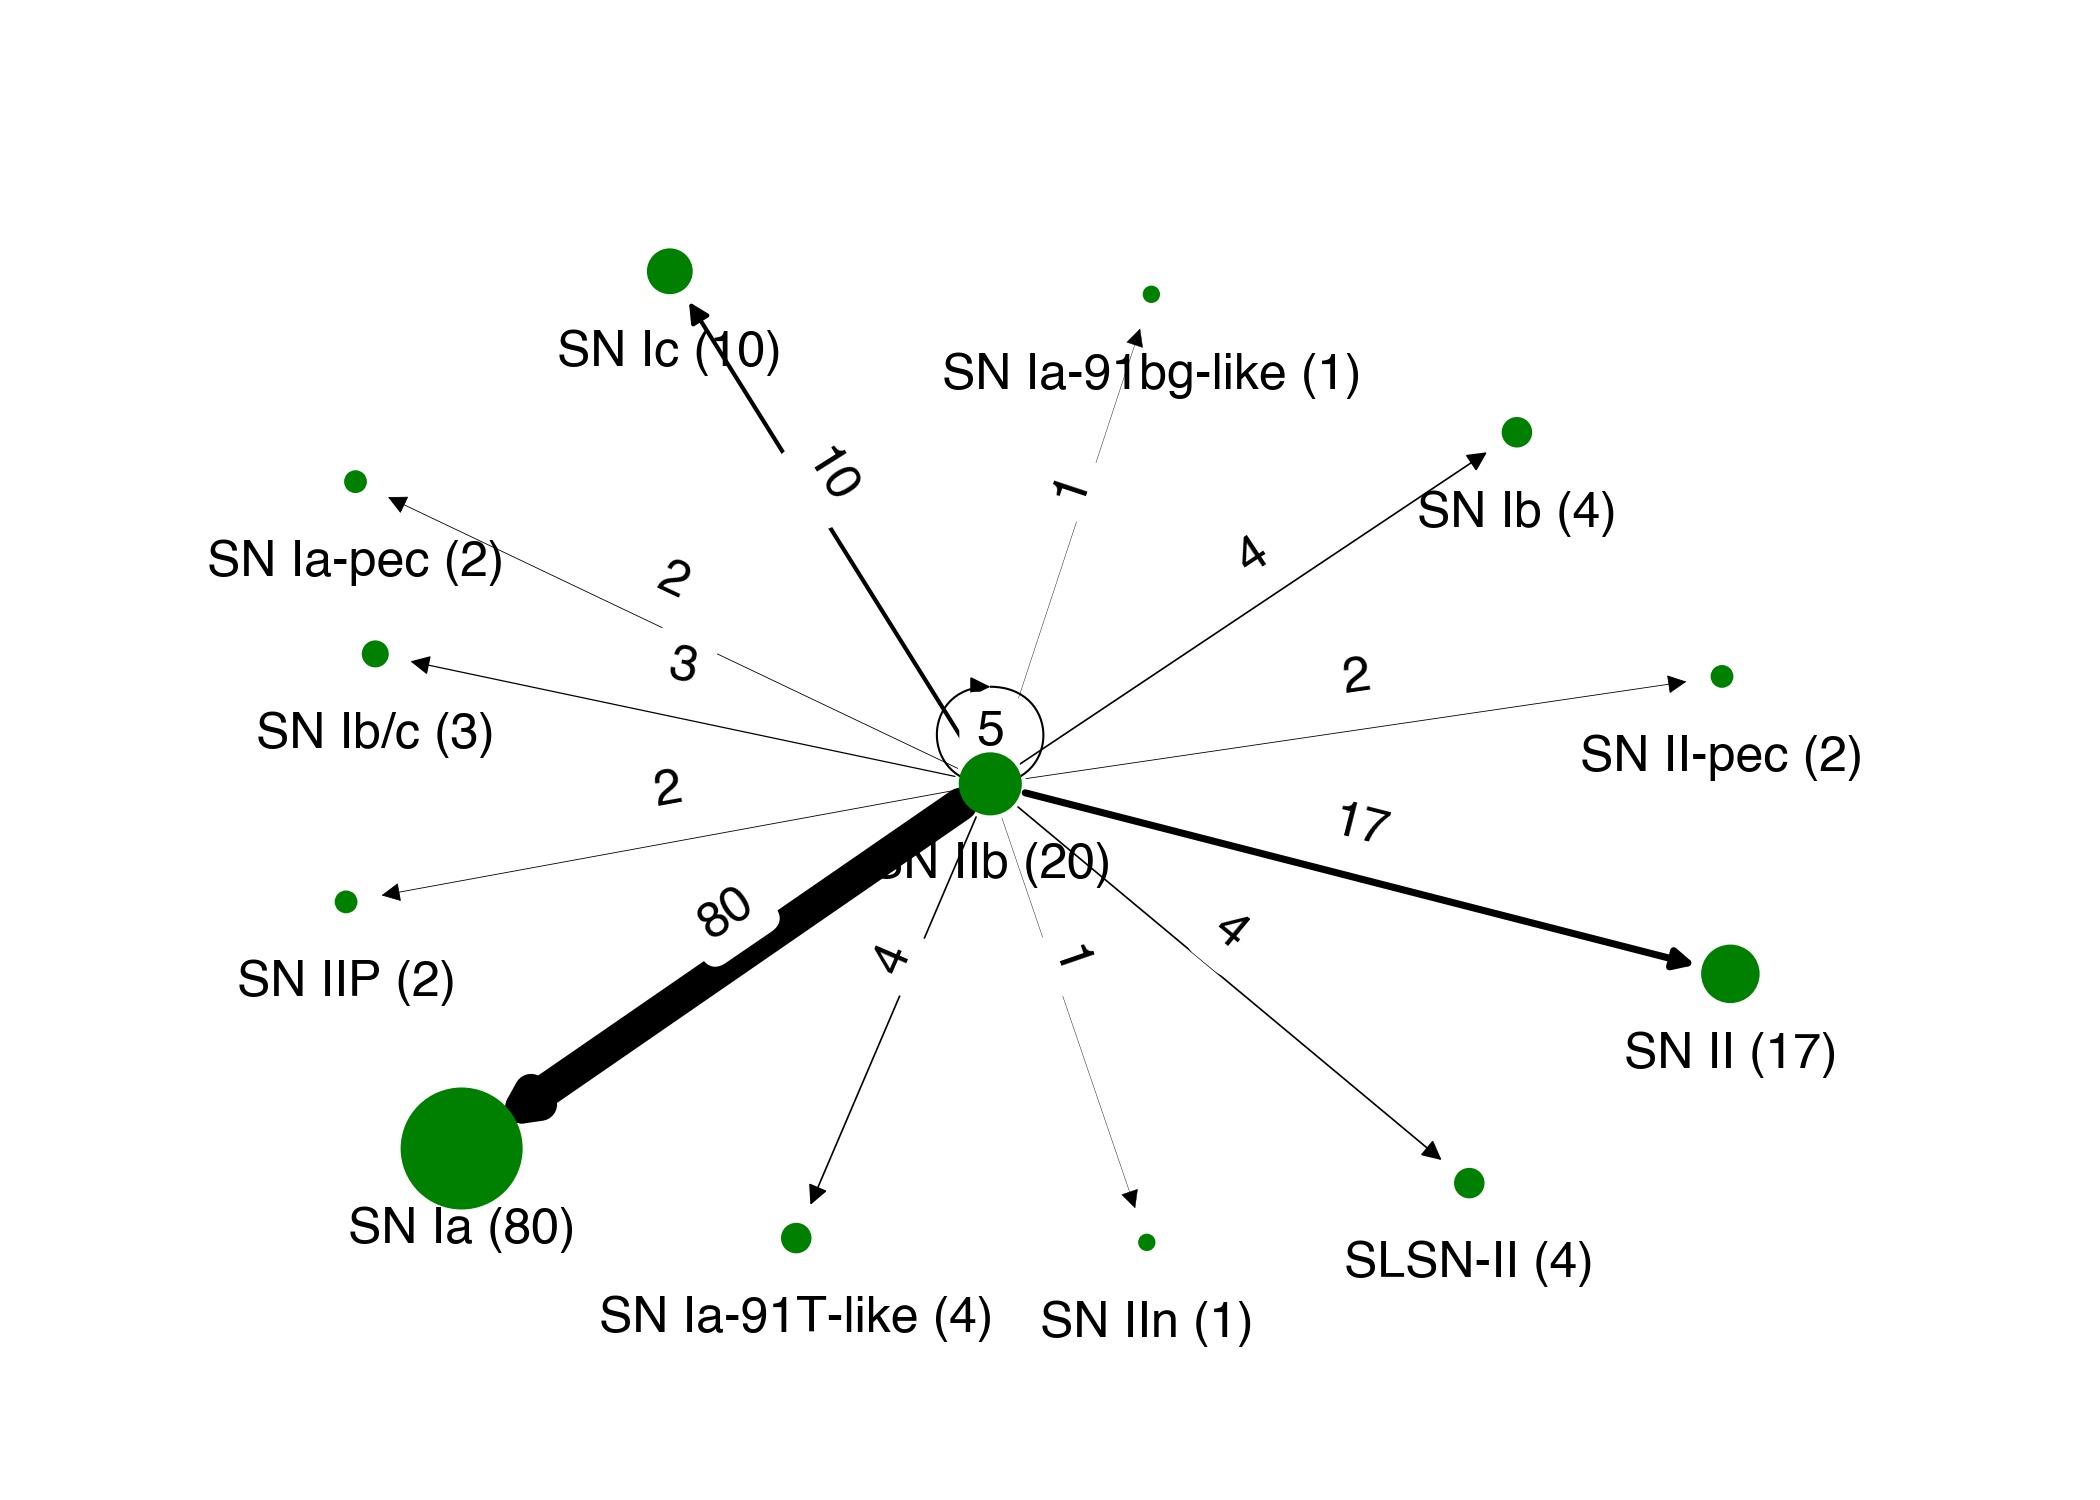 SN Ic (10)
SN Ia-91bg-like (1)
10
1
SN Ib (4)
4
SN Ia-pec (2)
2
3
2
SN Ib/c (3)
5
SN II-pec (2)
2
17
SN IIb (20)
80
4
1
4
SN IIP (2)
SN II (17)
SN Ia (80)
SLSN-II (4)
SN Ia-91T-like (4)
SN IIn (1)